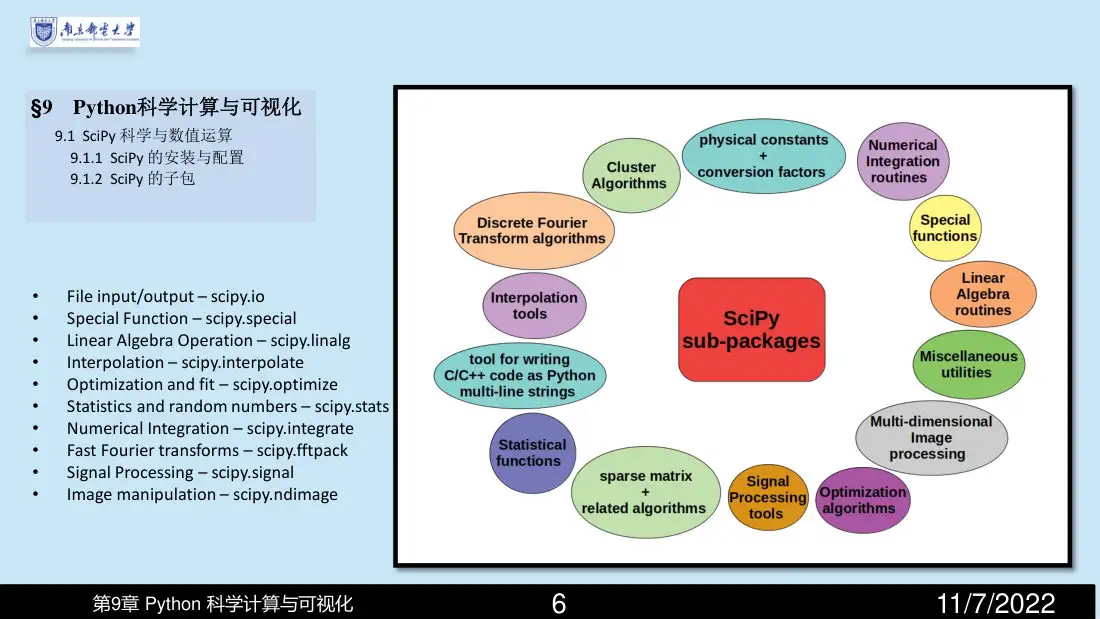 南京邮电大学
§9 Python科学计算与可视化
9.1 SciPy 科学与数值运算
9.1.1 SciPy 的安装与配置
9.1.2 SciPy 的子包
• File input/output – scipy.io
• Special Function – scipy.special
• Linear Algebra Operation – scipy.linalg
• Interpolation – scipy.interpolate
• Optimization and fit – scipy.optimize
• Statistics and random numbers – scipy.stats
• Numerical Integration – scipy.integrate
• Fast Fourier transforms – scipy.fftpack
• Signal Processing – scipy.signal
• Image manipulation – scipy.ndimage
physical constants
+
conversion factors
Numerical
Integration
routines
Special
functions
Linear
Algebra
routines
Miscellaneous
utilities
Multi-dimensional
Image
processing
Optimization
algorithms
Signal
Processing
tools
sparse matrix
+
related algorithms
Statistical
functions
tool for writing
C/C++ code as Python
multi-line strings
Interpolation
tools
Discrete Fourier
Transform algorithms
Cluster
Algorithms
SciPy
sub-packages
第9章 Python 科学计算与可视化
6
11/7/2022